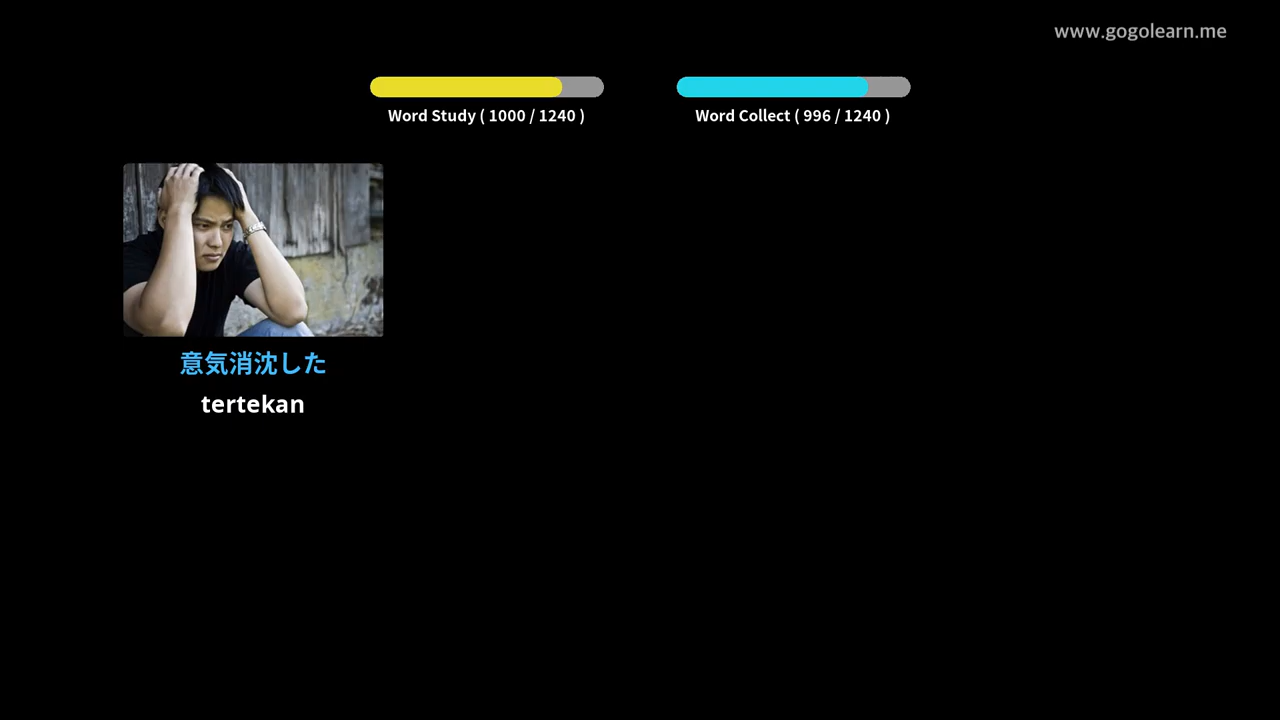 www.gogolearn.me
Word Study ( 1000 / 1240 )
Word Collect ( 996 / 1240 )
意気消沈した
tertekan